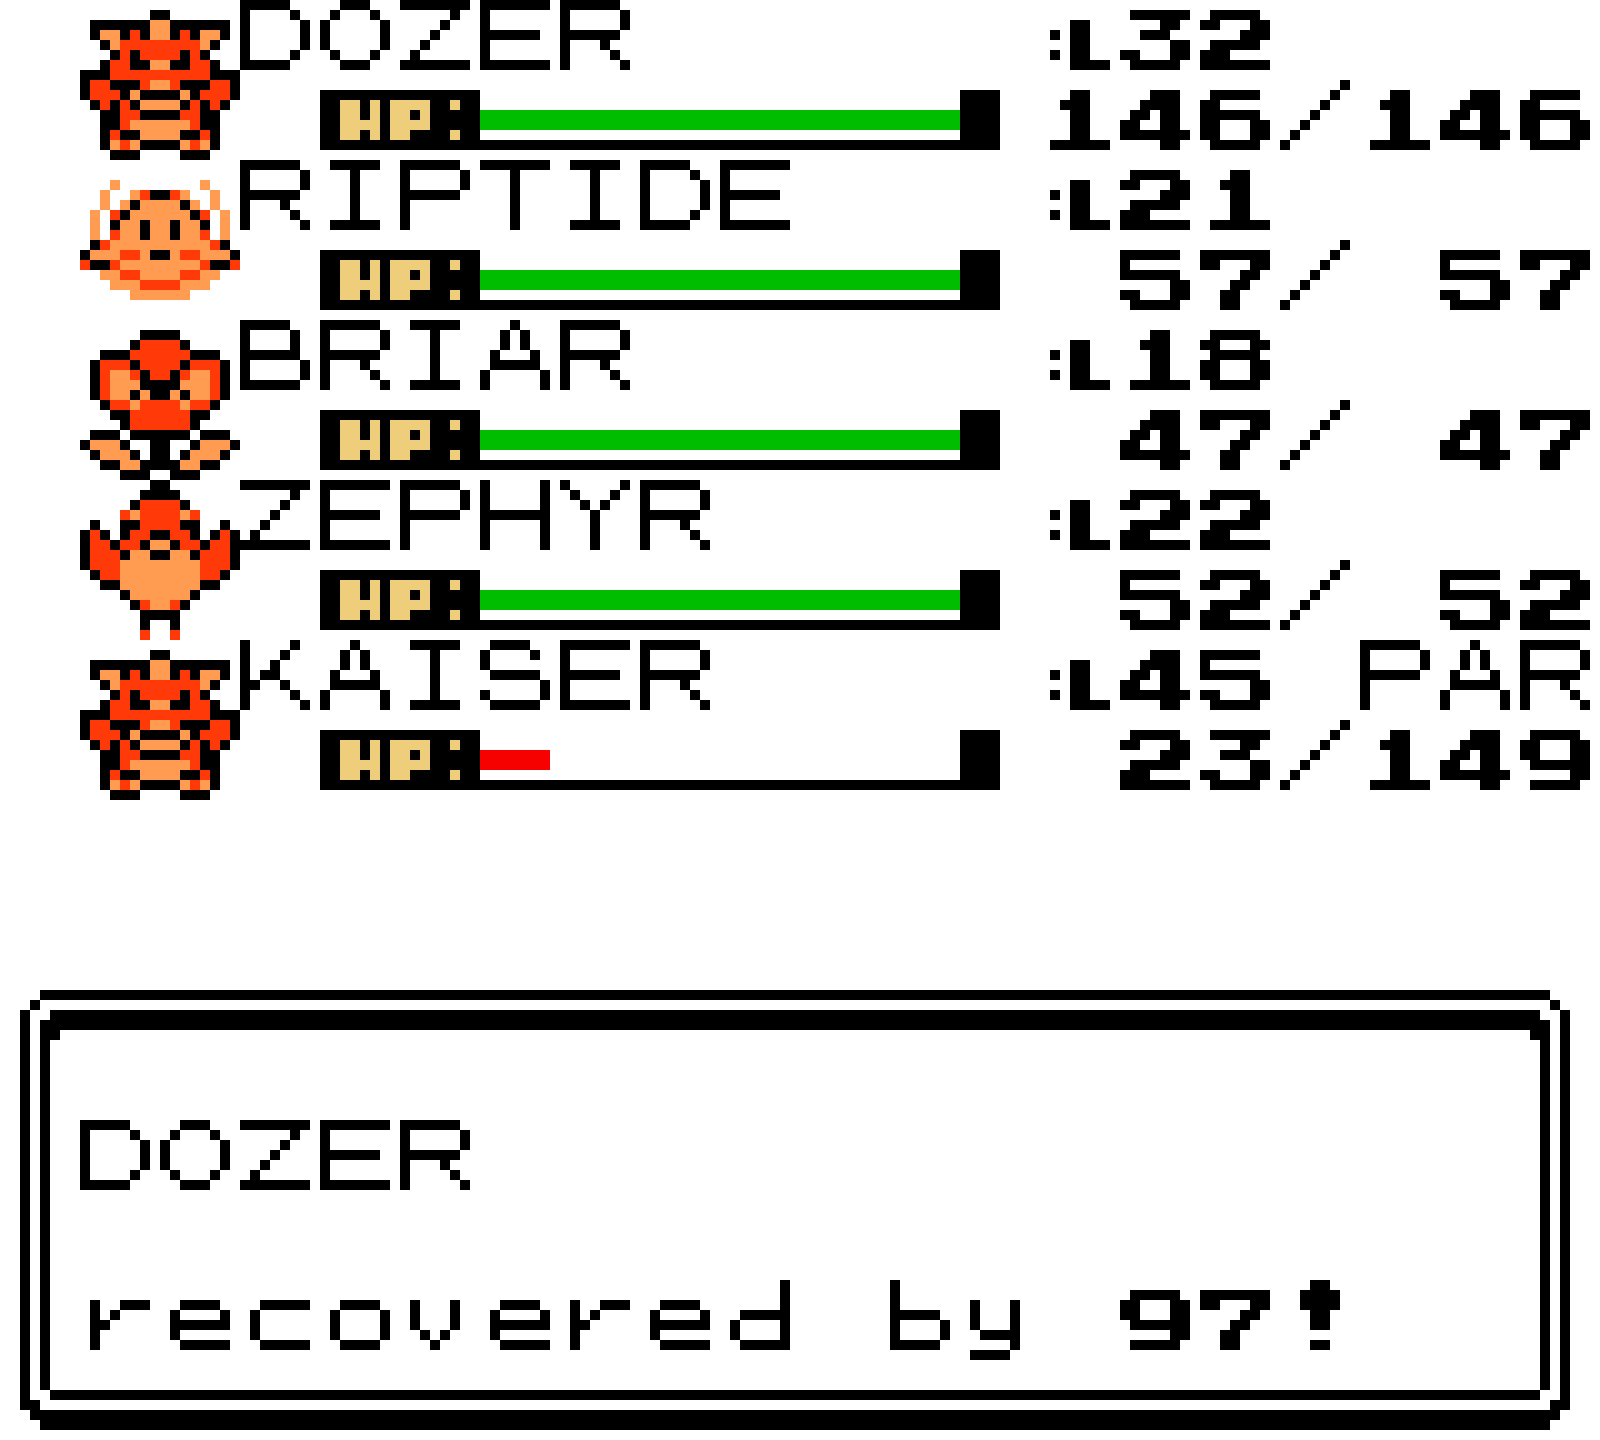 DOZER :L32
HP: 146/146
RIPTIDE :L21
HP: 57/ 57
BRIAR :L18
HP: 47/ 47
ZEPHYR :L22
HP: 52/ 52
KAISER :L45 PAR
HP: 23/149
DOZER
recovered by 97!